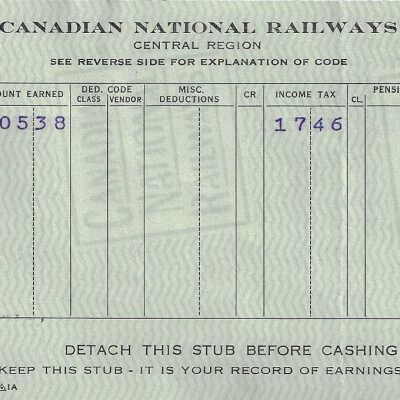 CANADIAN NATIONAL RAILWAYS
CENTRAL REGION
SEE REVERSE SIDE FOR EXPLANATION OF CODE
OUNT EARNED DED. CODE CLASS VENDOR MISC. DEDUCTIONS CR INCOME TAX CL. PENSI
0538 1746
DETACH THIS STUB BEFORE CASHING
KEEP THIS STUB - IT IS YOUR RECORD OF EARNINGS